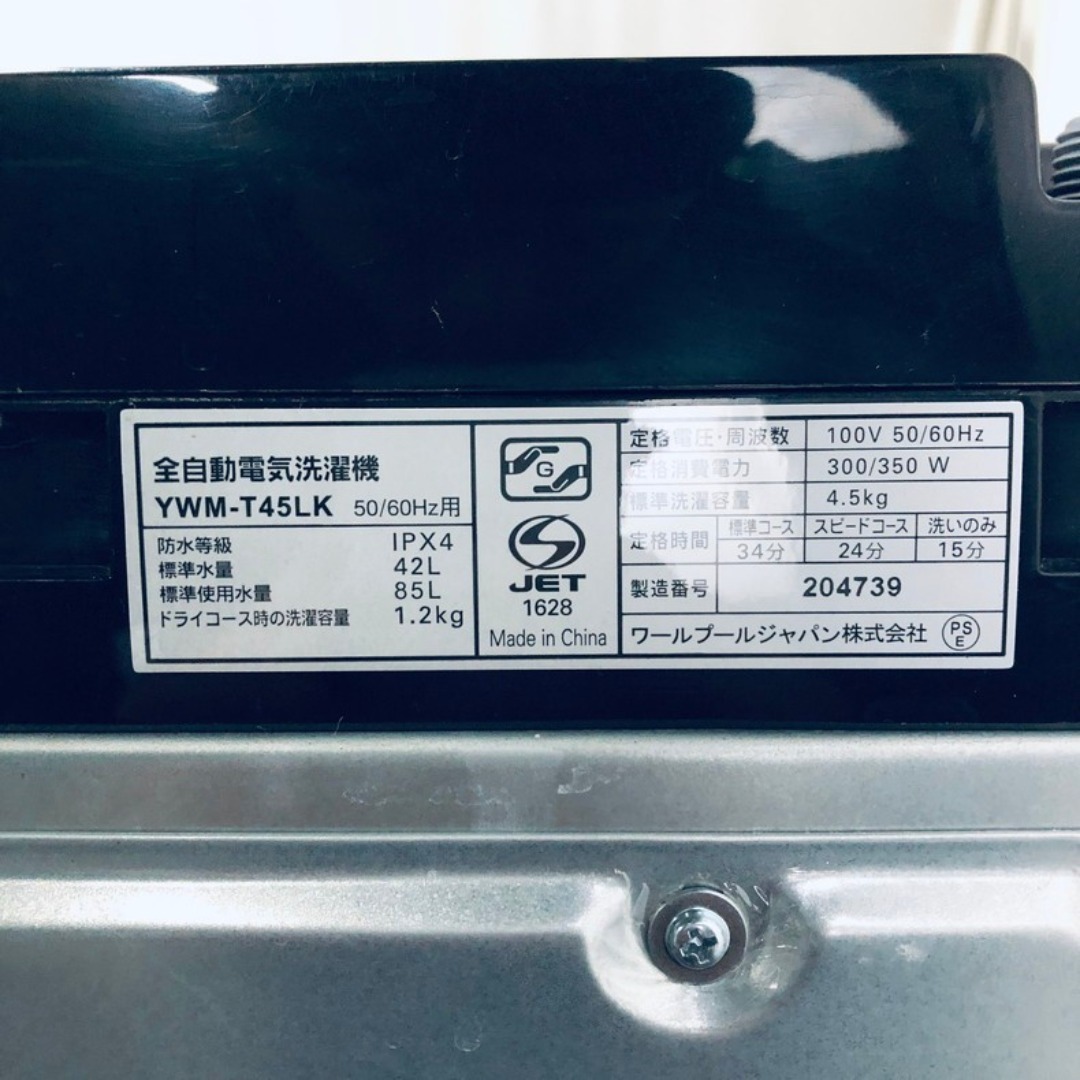 全自動電気洗濯機
YWM-T45LK 50/60Hz用
防水等級 IPX4
標準水量 42L
標準使用水量 85L
ドライコース時の洗濯容量 1.2kg
G
S
JET
1628
Made in China
定格電圧・周波数 100V 50/60Hz
定格消費電力 300/350 W
標準洗濯容量 4.5kg
定格時間 標準コース スピードコース 洗いのみ
34分 24分 15分
製造番号 204739
ワールプールジャパン株式会社 PS
E